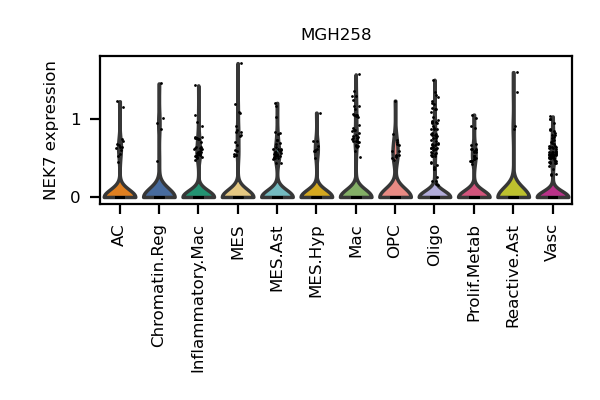 MGH258
NEK7 expression
1
0
AC
Chromatin.Reg
Inflammatory.Mac
MES
MES.Ast
MES.Hyp
Mac
OPC
Oligo
Prolif.Metab
Reactive.Ast
Vasc